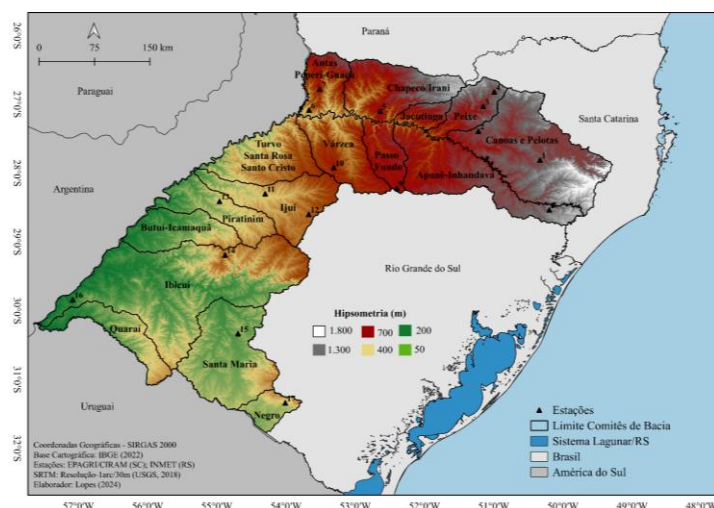 26°0'S
27°0'S
28°0'S
29°0'S
30°0'S
31°0'S
32°0'S
0 75 150 km
Paraná
Paraguai
Santa Catarina
Argentina
Uruguai
Rio Grande do Sul
Antas
Peperi-Guaçu
Chapecó/Irani
Jacutinga
Peixe
Canoas e Pelotas
Turvo
Santa Rosa
Santo Cristo
Várzea
Passo
Fundo
Apuaê-Inhandava
Ijuí
Piratinim
Butuí-Icamaquã
Ibicuí
Quaraí
Santa Maria
Negro
10
11
12
15
16
Hipsometria (m)
1.800 700 200
1.300 400 50
Estações
Limite Comitês de Bacia
Sistema Lagunar/RS
Brasil
América do Sul
Coordenadas Geográficas - SIRGAS 2000
Base Cartográfica: IBGE (2022)
Estações: EPAGRI/CIRAM (SC); INMET (RS)
SRTM: Resolução-1arc/30m (USGS, 2018)
Elaborador: Lopes (2024)
57°0'W 56°0'W 55°0'W 54°0'W 53°0'W 52°0'W 51°0'W 50°0'W 49°0'W 48°0'W